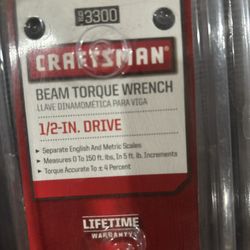 3300
CRAFTSMAN
BEAM TORQUE WRENCH
LLAVE DINAMOMÉTICA PARA VIGA
1/2-IN. DRIVE
• Separate English And Metric Scales
• Measures 0 To 150 ft. lbs, In 5 ft. lb. Increments
• Torque Accurate To ± 4 Percent
LIFETIME
WARRANTY